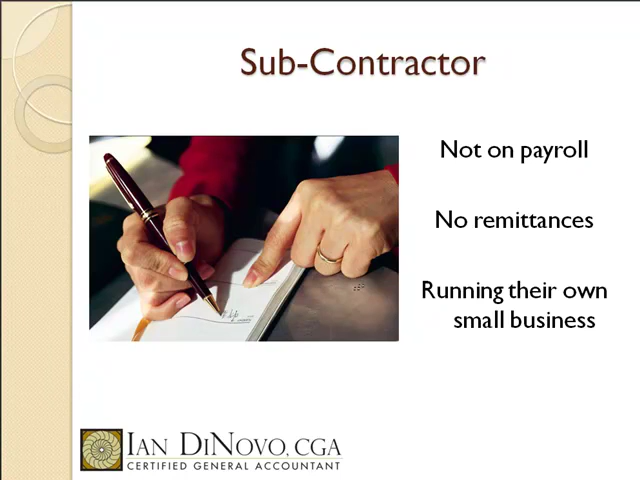 Sub-Contractor
Not on payroll
No remittances
Running their own
small business
IAN DINOVO, CGA
CERTIFIED GENERAL ACCOUNTANT